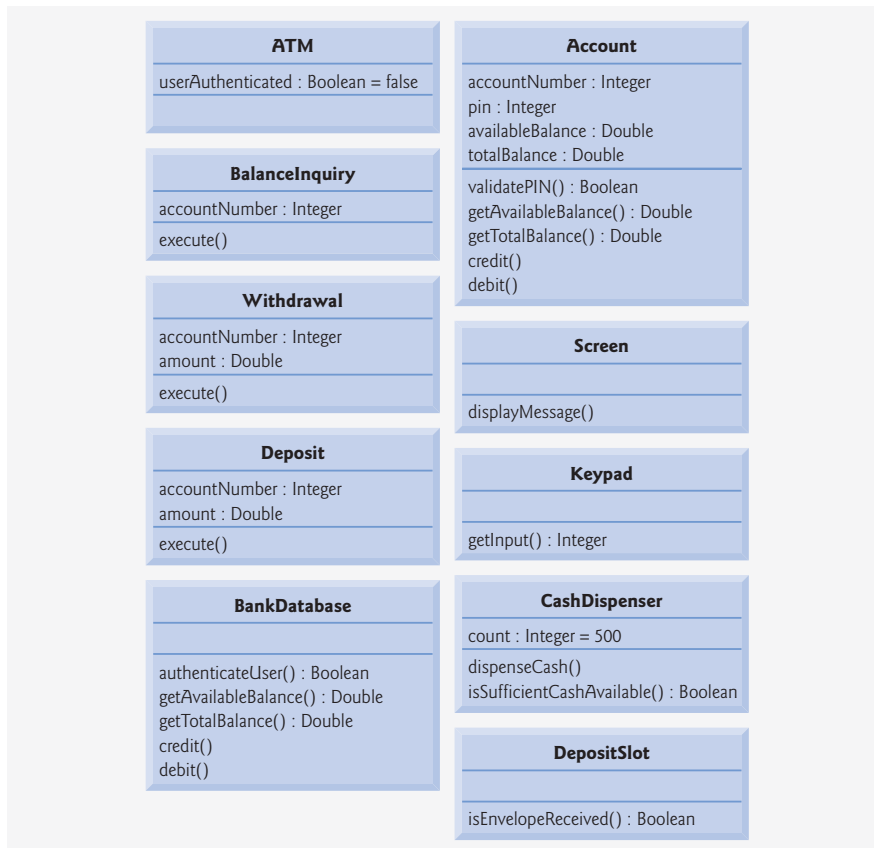 ATM
userAuthenticated : Boolean = false
BalanceInquiry
accountNumber : Integer
execute()
Withdrawal
accountNumber : Integer
amount : Double
execute()
Deposit
accountNumber : Integer
amount : Double
execute()
BankDatabase
authenticateUser() : Boolean
getAvailableBalance() : Double
getTotalBalance() : Double
credit()
debit()
Account
accountNumber : Integer
pin : Integer
availableBalance : Double
totalBalance : Double
validatePIN() : Boolean
getAvailableBalance() : Double
getTotalBalance() : Double
credit()
debit()
Screen
displayMessage()
Keypad
getInput() : Integer
CashDispenser
count : Integer = 500
dispenseCash()
isSufficientCashAvailable() : Boolean
DepositSlot
isEnvelopeReceived() : Boolean